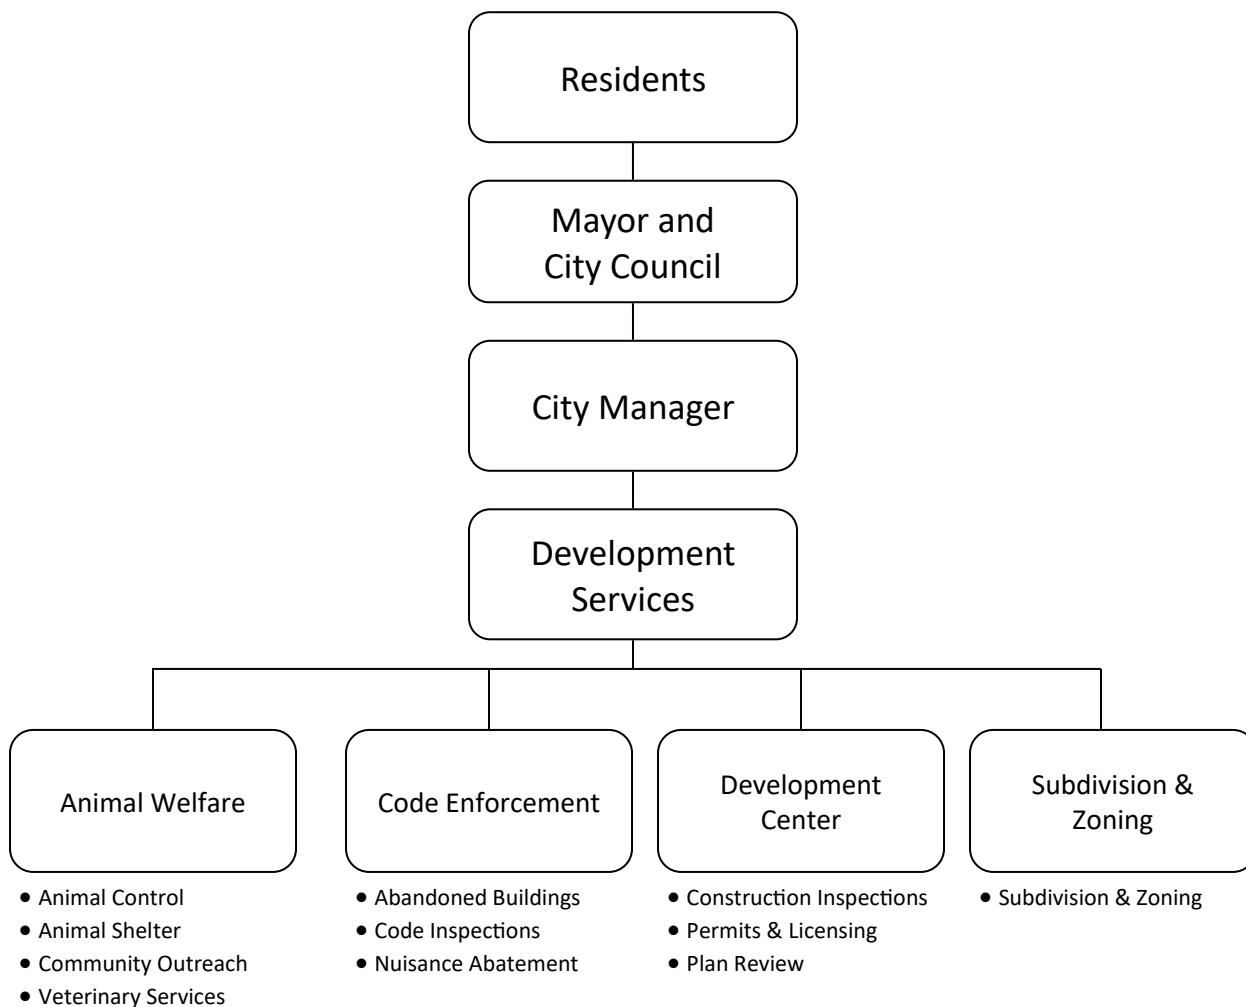 Residents
Mayor and
City Council
City Manager
Development
Services
Animal Welfare
• Animal Control
• Animal Shelter
• Community Outreach
• Veterinary Services
Code Enforcement
• Abandoned Buildings
• Code Inspections
• Nuisance Abatement
Development
Center
• Construction Inspections
• Permits & Licensing
• Plan Review
Subdivision &
Zoning
• Subdivision & Zoning